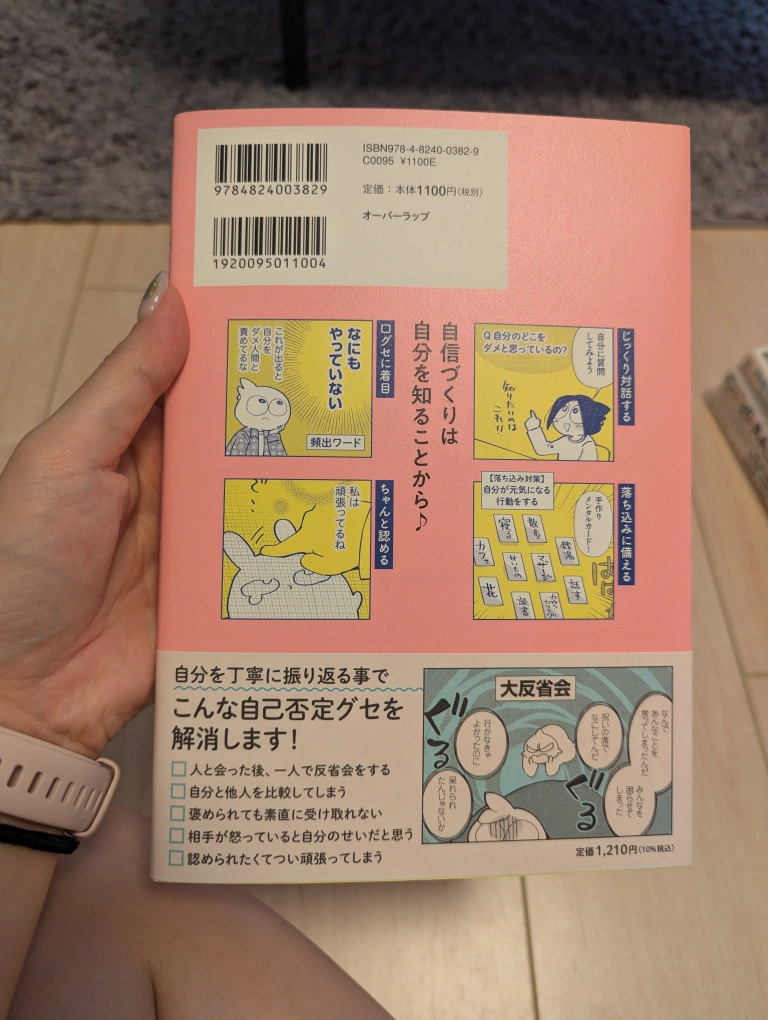 9784824003829
1920095011004
ISBN978-4-8240-0382-9
C0095 ¥1100E
定価：本体1100円（税別）
オーバーラップ
自信づくりは
自分を知ることから♪
じっくり対話する
自分に質問
してみよう
Q 自分のどこを
ダメと思っているの?
知りたいのは
これリ!
口グセに着目
なにも
やっていない
これが出ると
自分を
ダメ人間と
責めてるな
頻出ワード
落ち込みに備える
手作り
メンタルカード!
【落ち込み対策】
自分が元気になる
行動をする
寝る
散歩
銭湯
カフェ
せいもの
マッサージ
話す
花
読書
カウンセリング
ちゃんと認める
私は
頑張ってるね
自分を丁寧に振り返る事で
こんな自己否定グセを
解消します!
□ 人と会った後、一人で反省会をする
□ 自分と他人を比較してしまう
□ 褒められても素直に受け取れない
□ 相手が怒っていると自分のせいだと思う
□ 認められたくてつい頑張ってしまう
大反省会
なんで
あんなことを
言ってしまったんだ
みんなを
困らせて
しまった
祝いの席で
なにしてんだ
行かなきゃ
よかったのに
呆れられ
たんじゃないか
ぐる
ぐる
定価1,210円（10%税込）